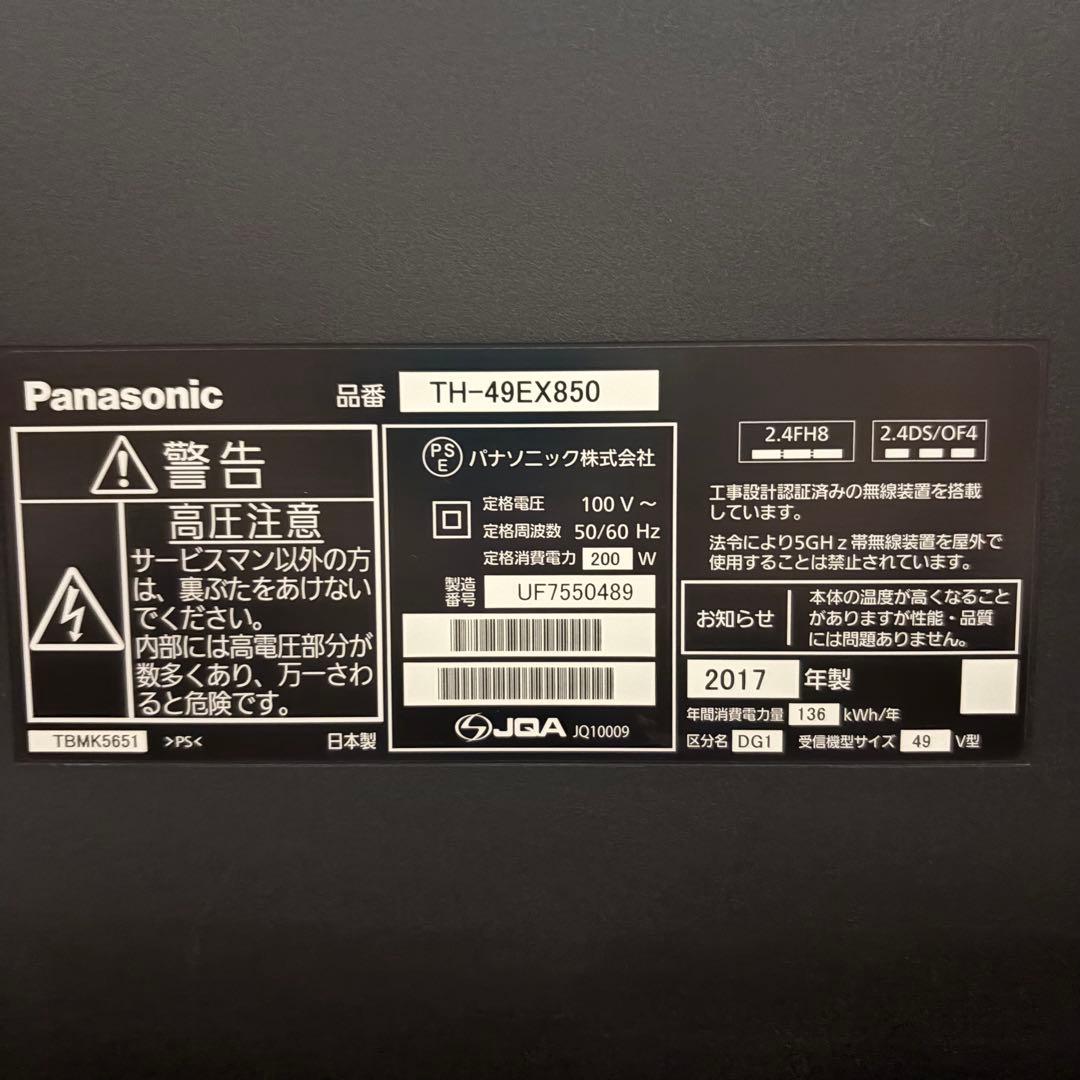 Panasonic
品番 TH-49EX850
警告
高圧注意
サービスマン以外の方
は、裏ぶたをあけない
でください。
内部には高電圧部分が
数多くあり、万一さわ
ると危険です。
TBMK5651 >PS< 日本製
PSE パナソニック株式会社
定格電圧 100 V ～
定格周波数 50/60 Hz
定格消費電力 200 W
製造番号 UF7550489
JQA JQ10009
2.4FH8 2.4DS/OF4
工事設計認証済みの無線装置を搭載
しています。
法令により5GHz帯無線装置を屋外で
使用することは禁止されています。
お知らせ
本体の温度が高くなること
がありますが性能・品質
には問題ありません。
2017 年製
年間消費電力量 136 kWh/年
区分名 DG1 受信機型サイズ 49 V型